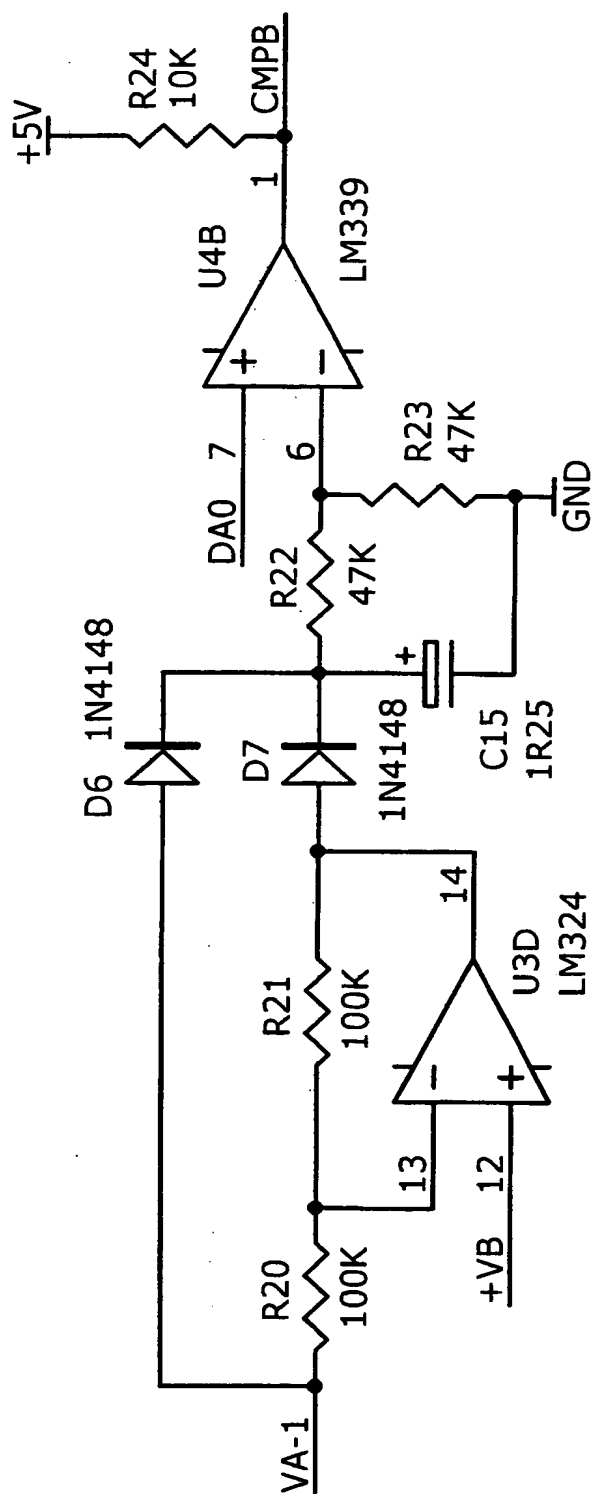 +5V
R24
10K
CMPB
1
U4B
LM339
+
-
DA0
7
6
R22
47K
R23
47K
GND
D6
1N4148
D7
1N4148
+
C15
1R25
R21
100K
14
U3D
LM324
-
+
13
12
+VB
R20
100K
VA-1